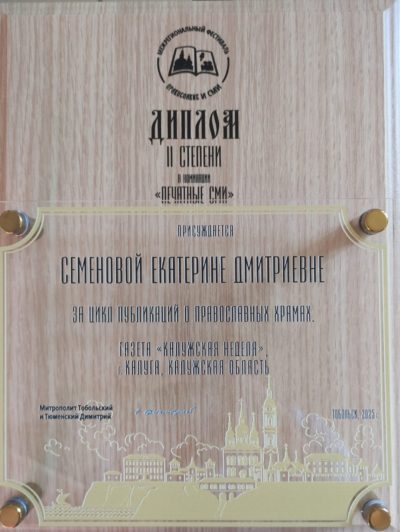 МЕЖРЕГИОНАЛЬНЫЙ ФЕСТИВАЛЬ
ПРАВОСЛАВИЕ И СМИ
ДИПЛОМ
II СТЕПЕНИ
В НОМИНАЦИИ
«ПЕЧАТНЫЕ СМИ»
ПРИСУЖДАЕТСЯ
СЕМЕНОВОЙ ЕКАТЕРИНЕ ДМИТРИЕВНЕ
ЗА ЦИКЛ ПУБЛИКАЦИЙ О ПРАВОСЛАВНЫХ ХРАМАХ.
ГАЗЕТА «КАЛУЖСКАЯ НЕДЕЛЯ»,
Г. КАЛУГА, КАЛУЖСКАЯ ОБЛАСТЬ
Митрополит Тобольский
и Тюменский Димитрий
ТОБОЛЬСК, 2025